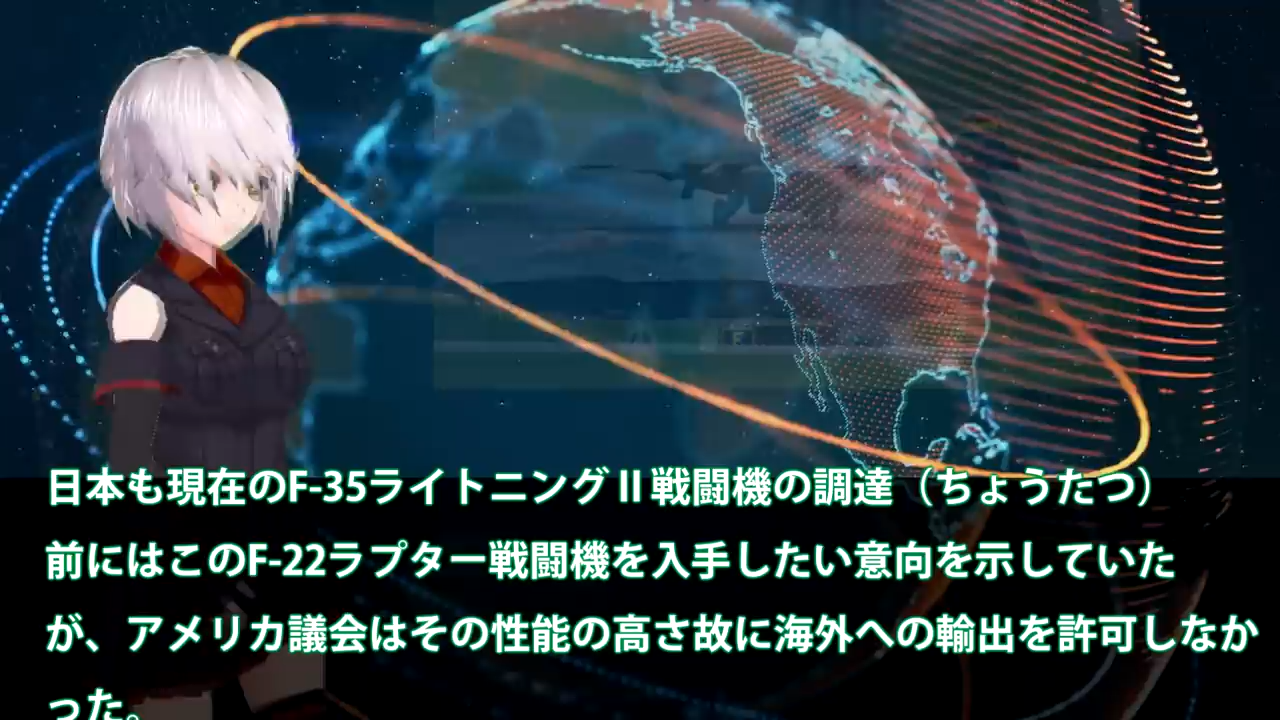 日本も現在のF-35ライトニングⅡ戦闘機の調達（ちょうたつ）
前にはこのF-22ラプター戦闘機を入手したい意向を示していた
が、アメリカ議会はその性能の高さ故に海外への輸出を許可しなか
った。